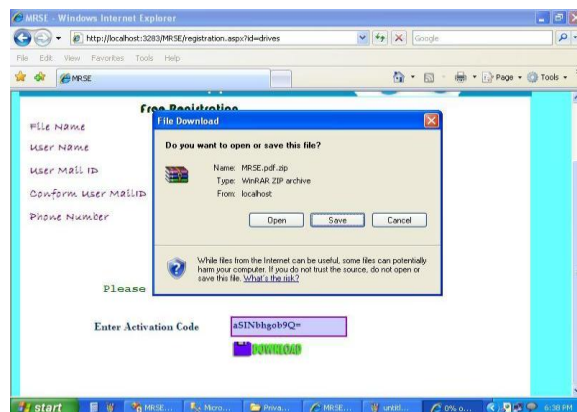 MRSE - Windows Internet Explorer
http://localhost:3283/MRSE/registration.aspx?id=drives
Google
File Edit View Favorites Tools Help
MRSE
Page Tools
Free Registration
File Name
User Name
User Mail ID
Conform User MailID
Phone Number
File Download
Do you want to open or save this file?
Name: MRSE.pdf.zip
Type: WinRAR ZIP archive
From: localhost
Open Save Cancel
While files from the Internet can be useful, some files can potentially
harm your computer. If you do not trust the source, do not open or
save this file. What's the risk?
Please
Enter Activation Code aSINbhgob9Q=
DOWNLOAD
start MRSE... Micro... Priva... MRSE... untitl... 0% o... 6:38 PM